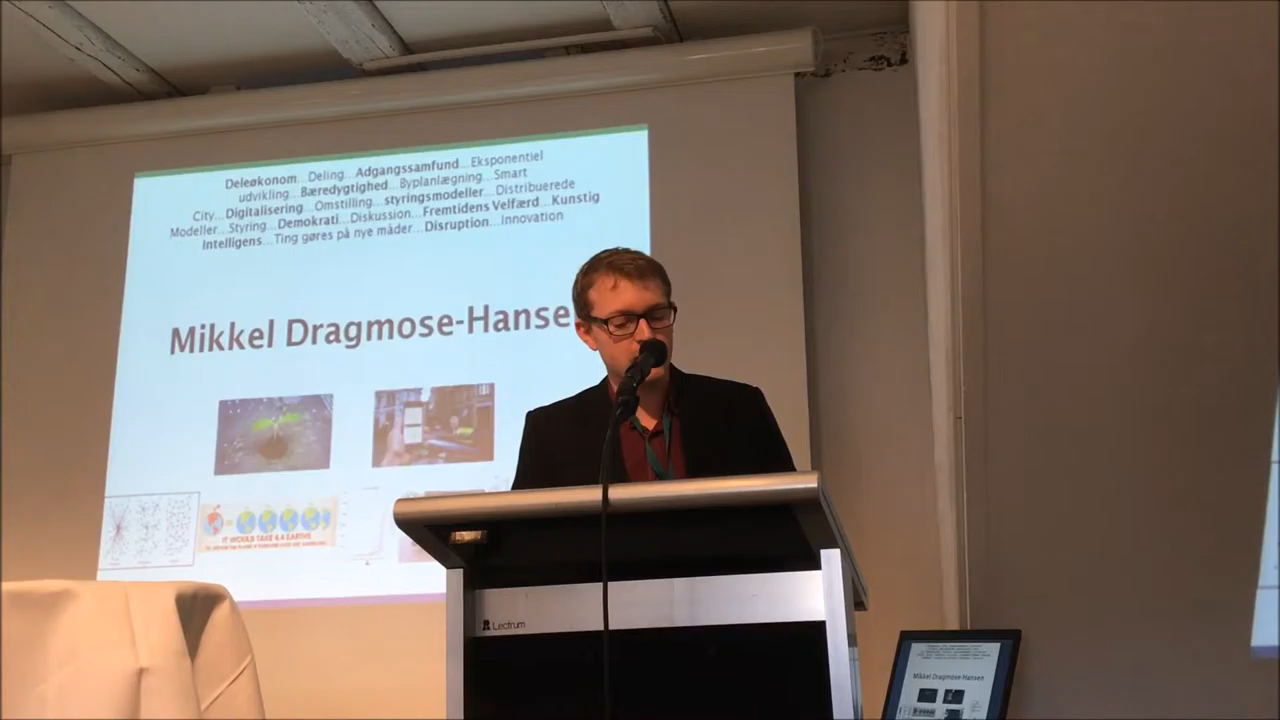 Deleøkonom...Deling...Adgangssamfund...Eksponentiel
udvikling...Bæredygtighed...Byplanlægning...Smart
City...Digitalisering...Omstilling...styringsmodeller...Distribuerede
Modeller...Styring...Demokrati...Diskussion...Fremtidens Velfærd...Kunstig
Intelligens...Ting gøres på nye måder...Disruption...Innovation
Mikkel Dragmose-Hansen
IT WOULD TAKE 4.4 EARTHS
Lectrum
Mikkel Dragmose-Hansen